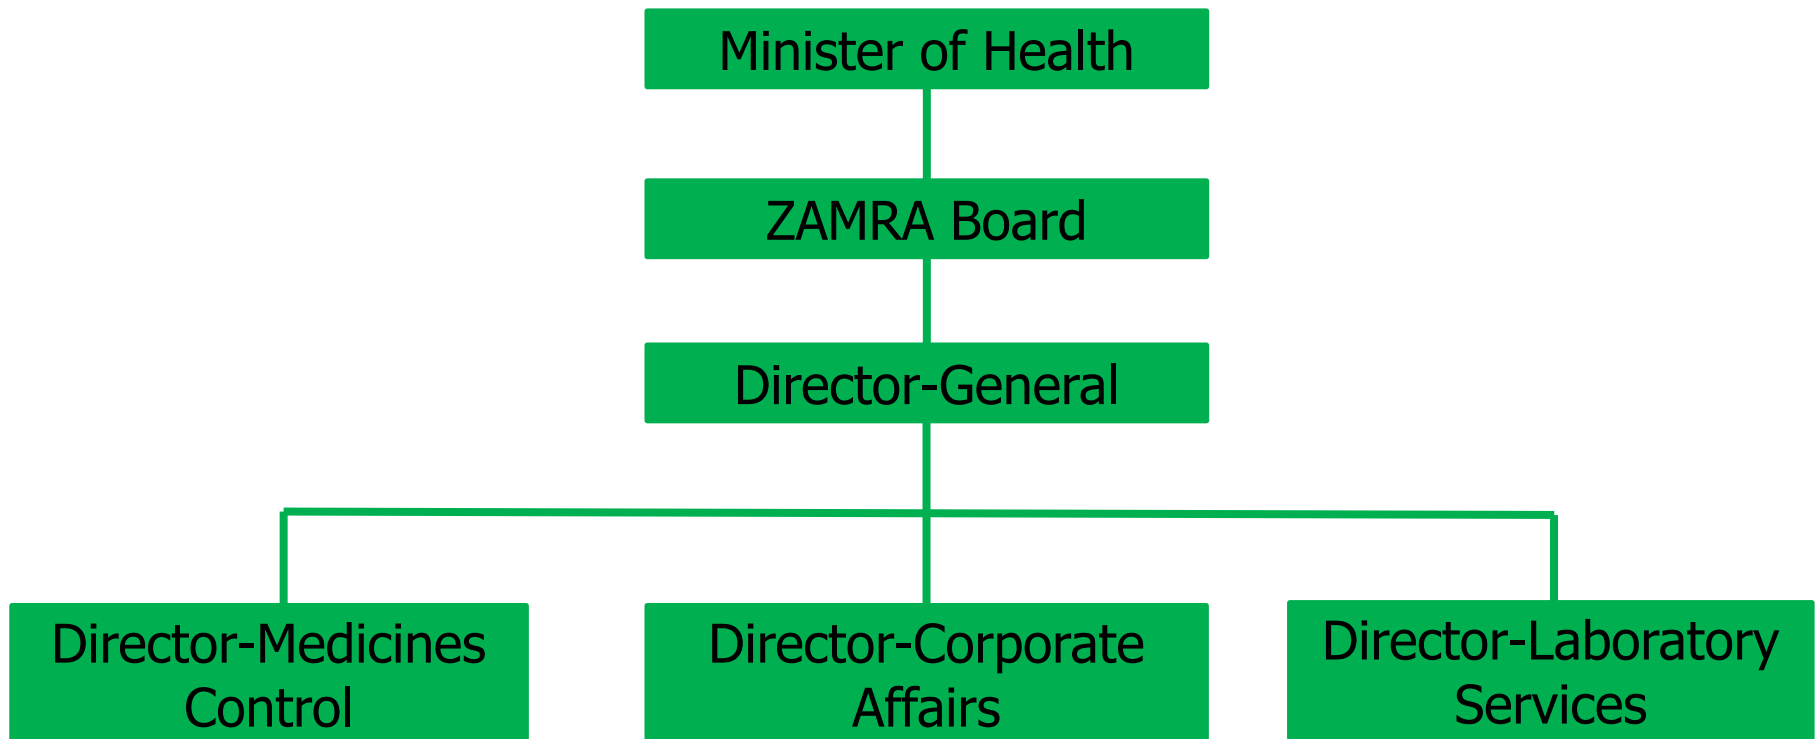 Minister of Health
ZAMRA Board
Director-General
Director-Medicines
Control
Director-Corporate
Affairs
Director-Laboratory
Services